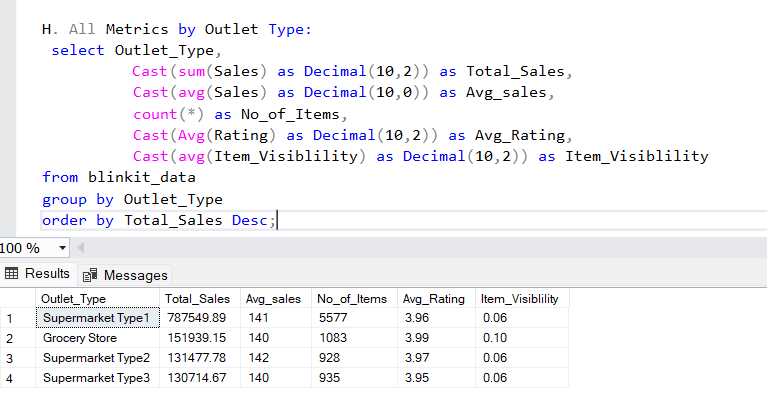 H. All Metrics by Outlet Type:
select Outlet_Type,
Cast(sum(Sales) as Decimal(10,2)) as Total_Sales,
Cast(avg(Sales) as Decimal(10,0)) as Avg_sales,
count(*) as No_of_Items,
Cast(Avg(Rating) as Decimal(10,2)) as Avg_Rating,
Cast(avg(Item_Visiblility) as Decimal(10,2)) as Item_Visiblility
from blinkit_data
group by Outlet_Type
order by Total_Sales Desc;
100 %
Results Messages
Outlet_Type Total_Sales Avg_sales No_of_Items Avg_Rating Item_Visiblility
1 Supermarket Type1 787549.89 141 5577 3.96 0.06
2 Grocery Store 151939.15 140 1083 3.99 0.10
3 Supermarket Type2 131477.78 142 928 3.97 0.06
4 Supermarket Type3 130714.67 140 935 3.95 0.06